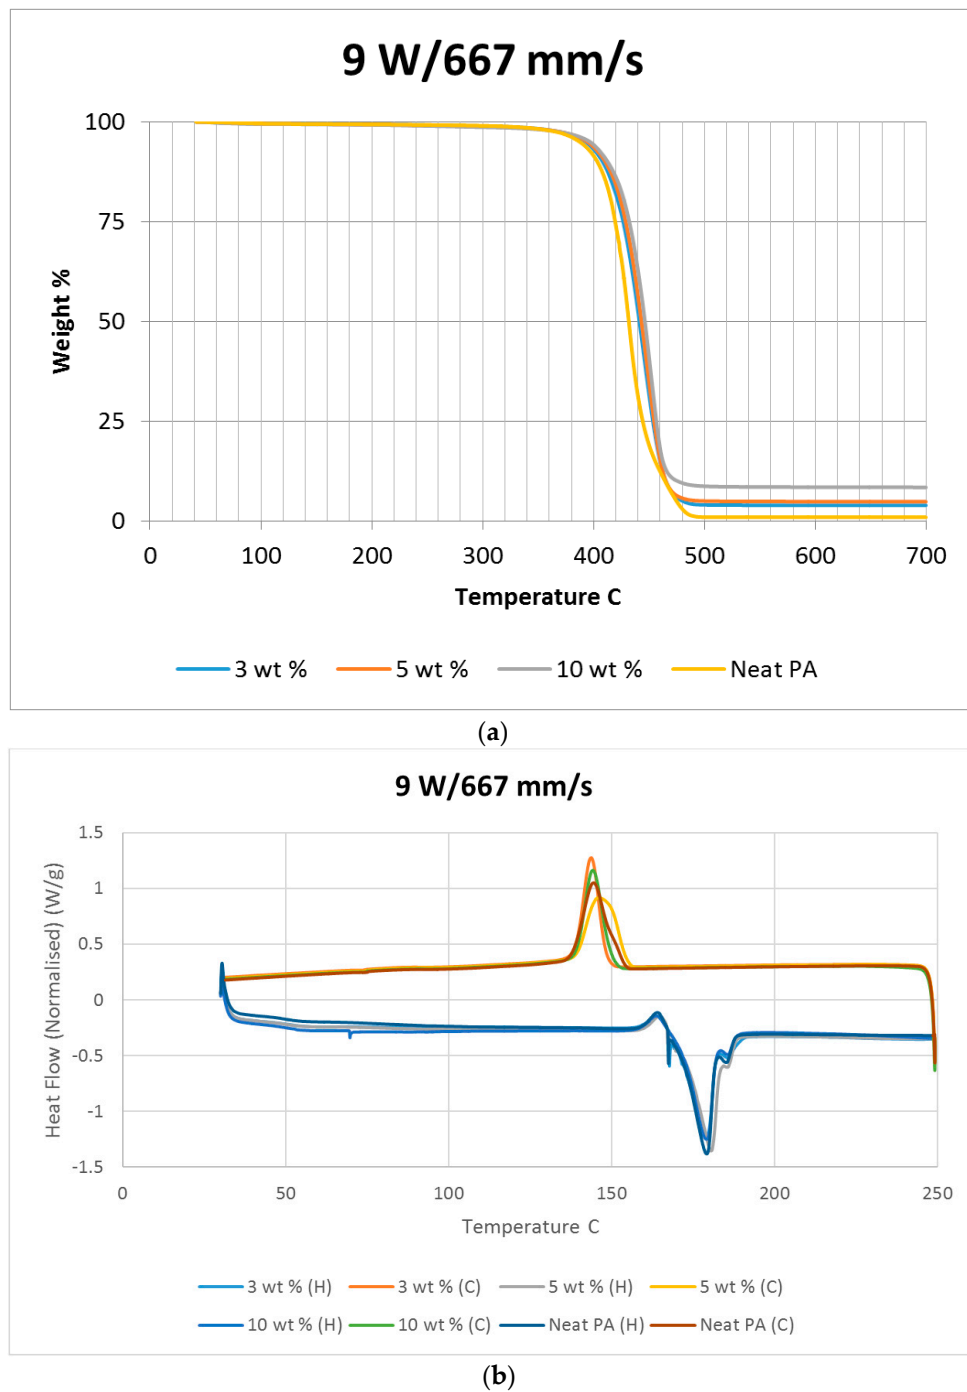 9 W/667 mm/s
100
75
50
25
0
Weight %
0 100 200 300 400 500 600 700
Temperature C
3 wt % 5 wt % 10 wt % Neat PA
(a)
9 W/667 mm/s
1.5
1
0.5
0
-0.5
-1
-1.5
Heat Flow (Normalised) (W/g)
0 50 100 150 200 250
Temperature C
3 wt % (H) 3 wt % (C) 5 wt % (H) 5 wt % (C)
10 wt % (H) 10 wt % (C) Neat PA (H) Neat PA (C)
(b)